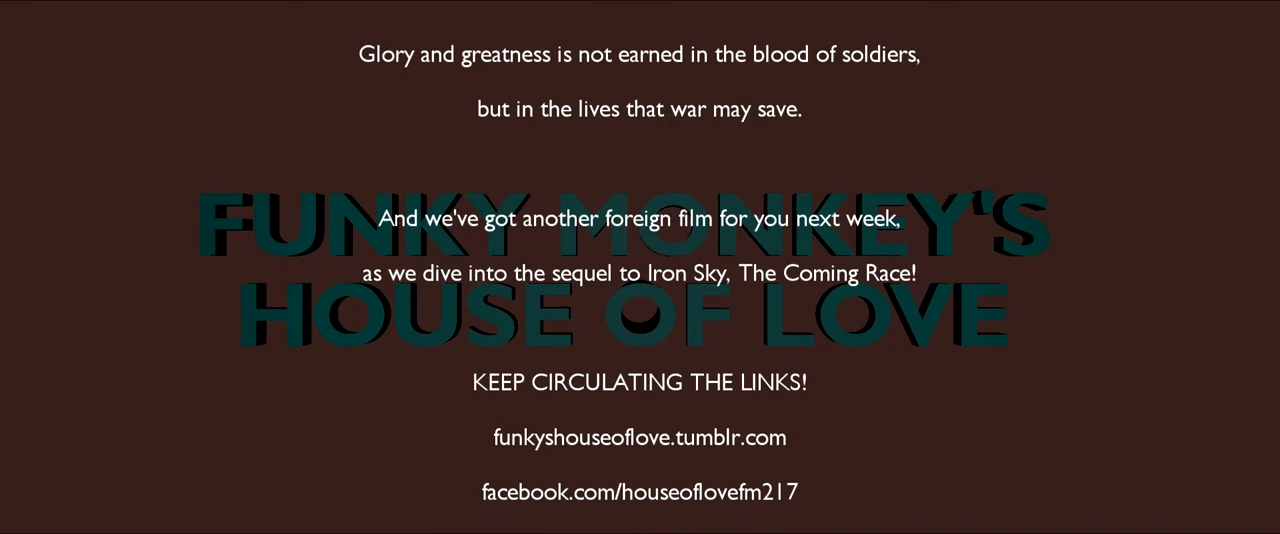 Glory and greatness is not earned in the blood of soldiers,
but in the lives that war may save.
FUNKY MONKEY'S
And we've got another foreign film for you next week,
as we dive into the sequel to Iron Sky, The Coming Race!
HOUSE OF LOVE
KEEP CIRCULATING THE LINKS!
funkyshouseoflove.tumblr.com
facebook.com/houseoflovefm217